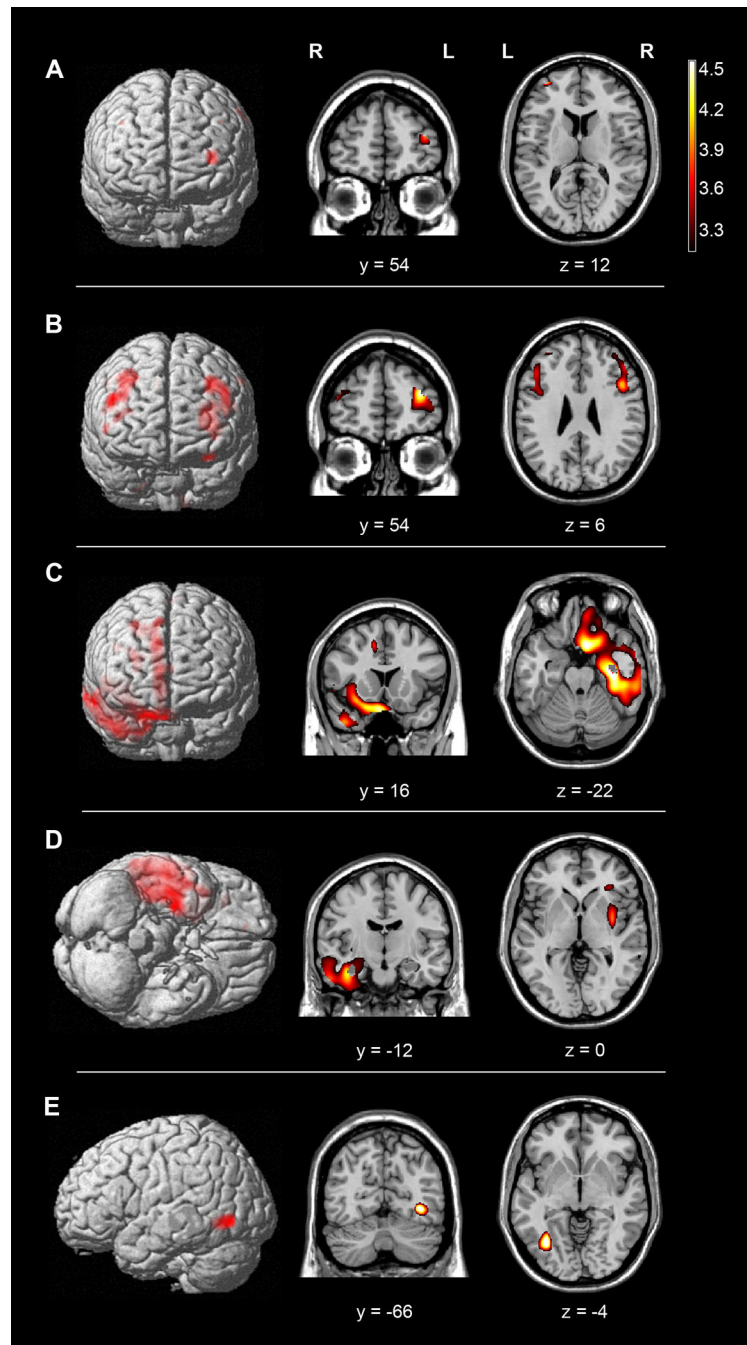 A
R L L R
4.5
4.2
3.9
3.6
3.3
y = 54 z = 12
B
y = 54 z = 6
C
y = 16 z = -22
D
y = -12 z = 0
E
y = -66 z = -4